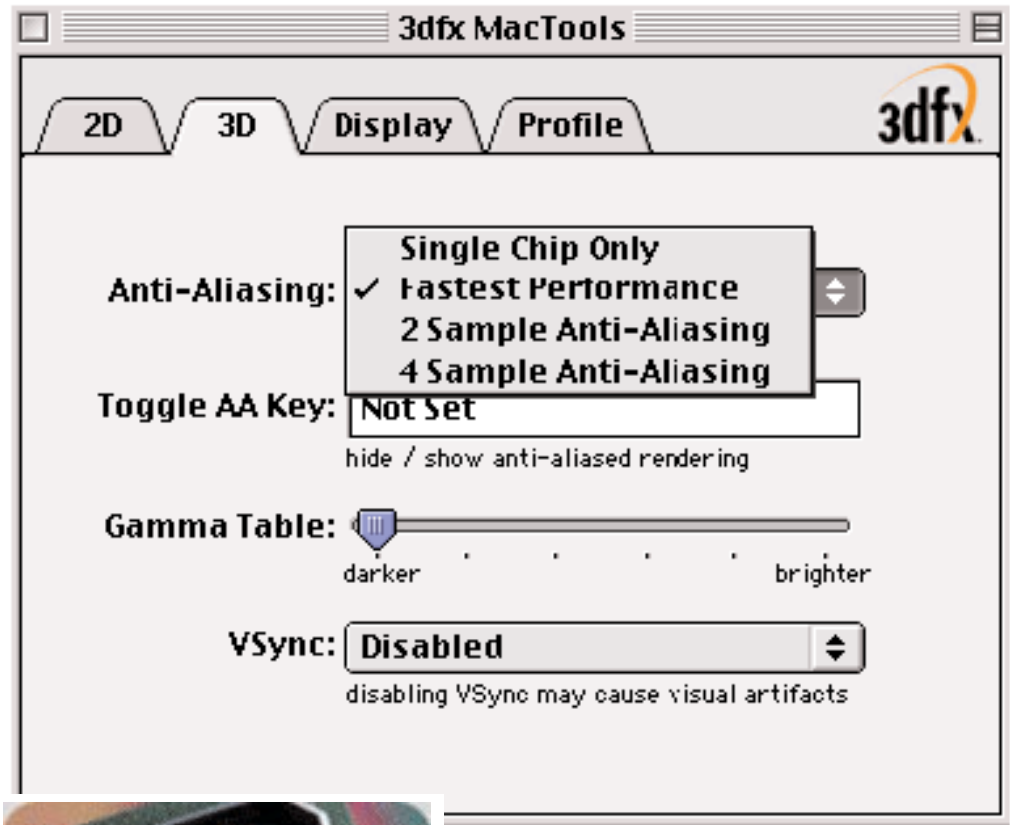 3dfx MacTools
2D 3D Display Profile
3dfx
Single Chip Only
Anti-Aliasing: ✓ Fastest Performance
2 Sample Anti-Aliasing
4 Sample Anti-Aliasing
Toggle AA Key: Not Set
hide / show anti-aliased rendering
Gamma Table:
darker brighter
VSync: Disabled
disabling VSync may cause visual artifacts